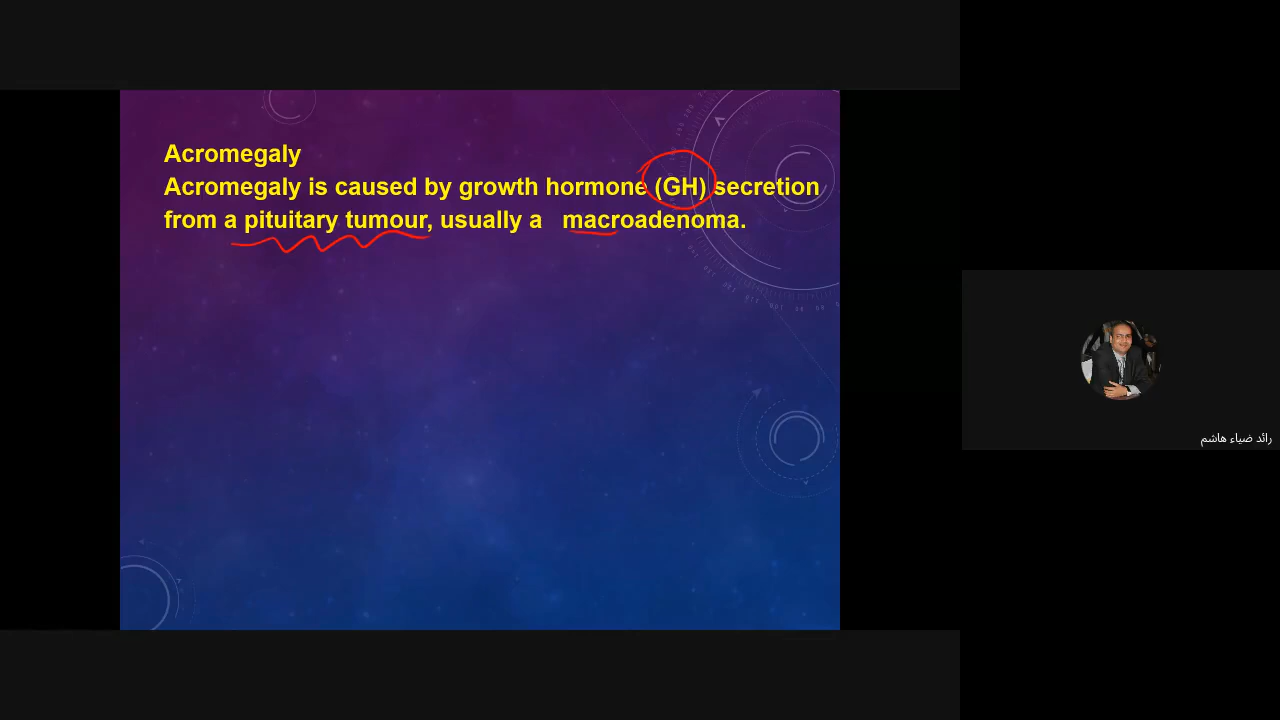 Acromegaly
Acromegaly is caused by growth hormone (GH) secretion
from a pituitary tumour, usually a macroadenoma.
رائد ضياء هاشم